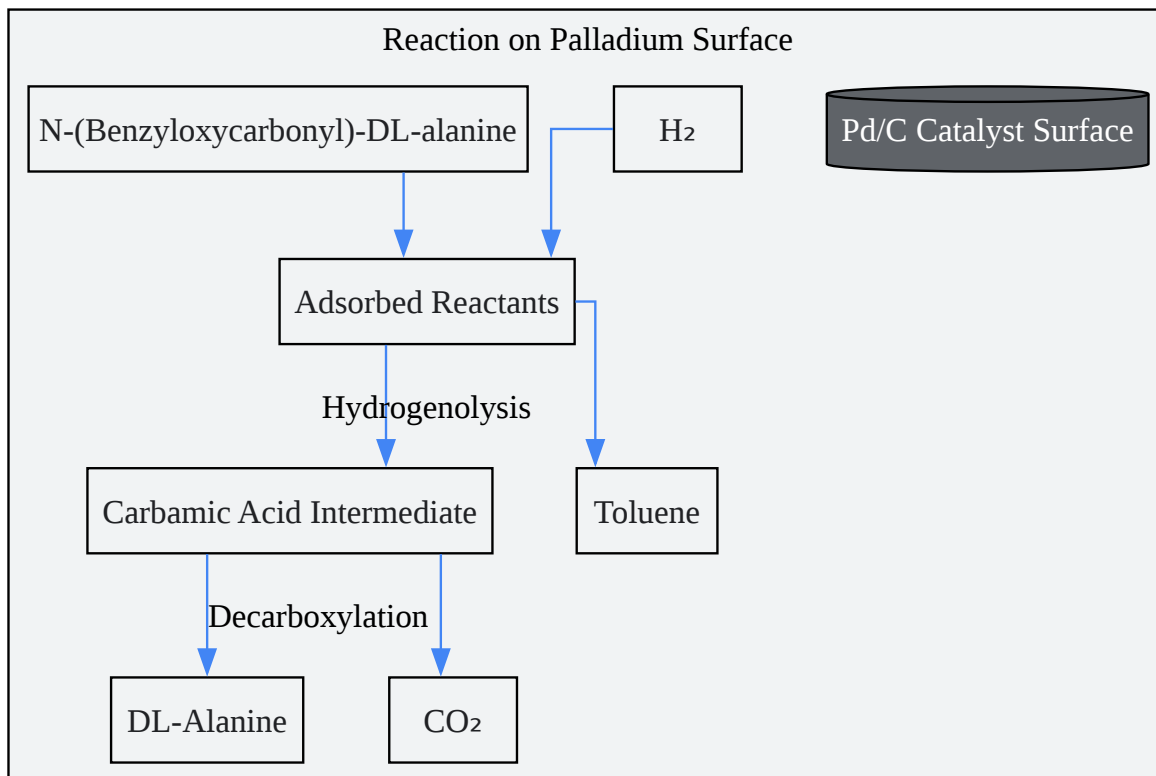 Reaction on Palladium Surface
N-(Benzyloxycarbonyl)-DL-alanine
H₂
Pd/C Catalyst Surface
Adsorbed Reactants
Hydrogenolysis
Carbamic Acid Intermediate
Toluene
Decarboxylation
DL-Alanine
CO₂